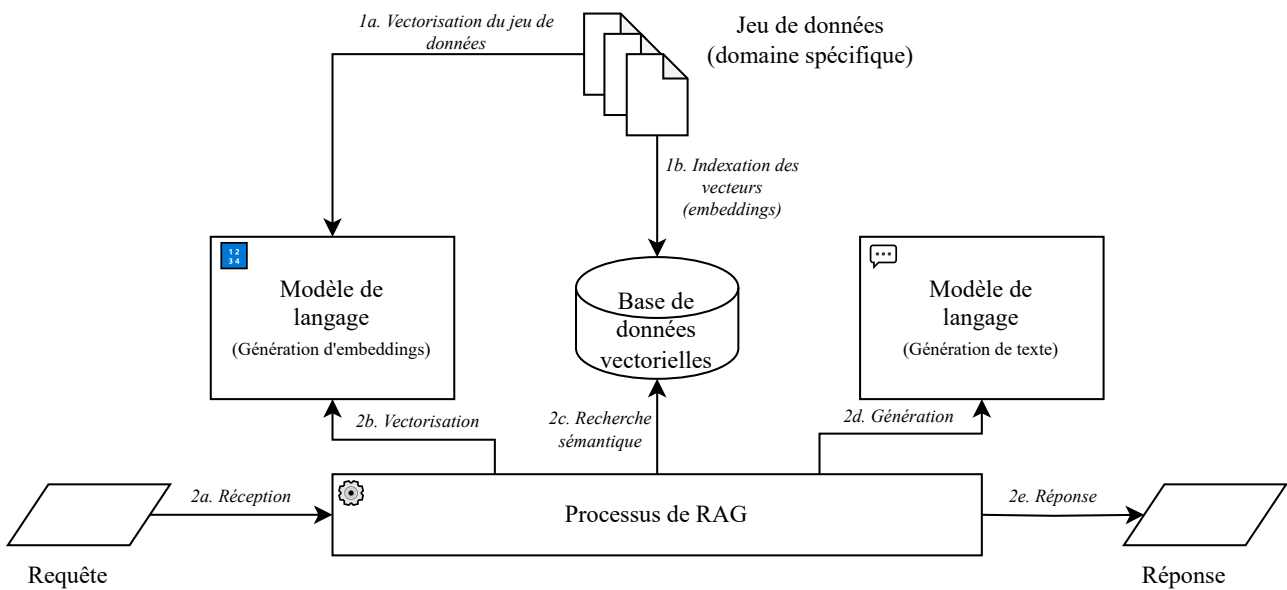 1a. Vectorisation du jeu de
données
Jeu de données
(domaine spécifique)
1b. Indexation des
vecteurs
(embeddings)
1 2
3 4
Modèle de
langage
(Génération d'embeddings)
Base de
données
vectorielles
Modèle de
langage
(Génération de texte)
2b. Vectorisation
2c. Recherche
sémantique
2d. Génération
2a. Réception
Processus de RAG
2e. Réponse
Requête
Réponse